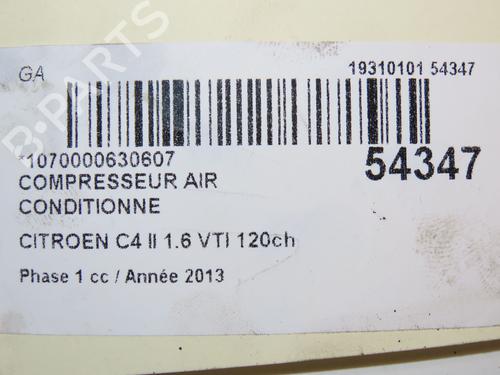 GA
19310101 54347
*1070000630607
54347
COMPRESSEUR AIR
CONDITIONNE
CITROEN C4 II 1.6 VTI 120ch
Phase 1 cc / Année 2013
B-PARTS